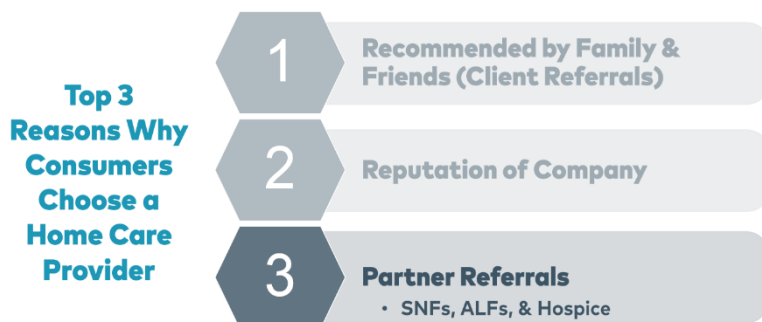 Top 3
Reasons Why
Consumers
Choose a
Home Care
Provider
1
Recommended by Family &
Friends (Client Referrals)
2
Reputation of Company
3
Partner Referrals
• SNFs, ALFs, & Hospice